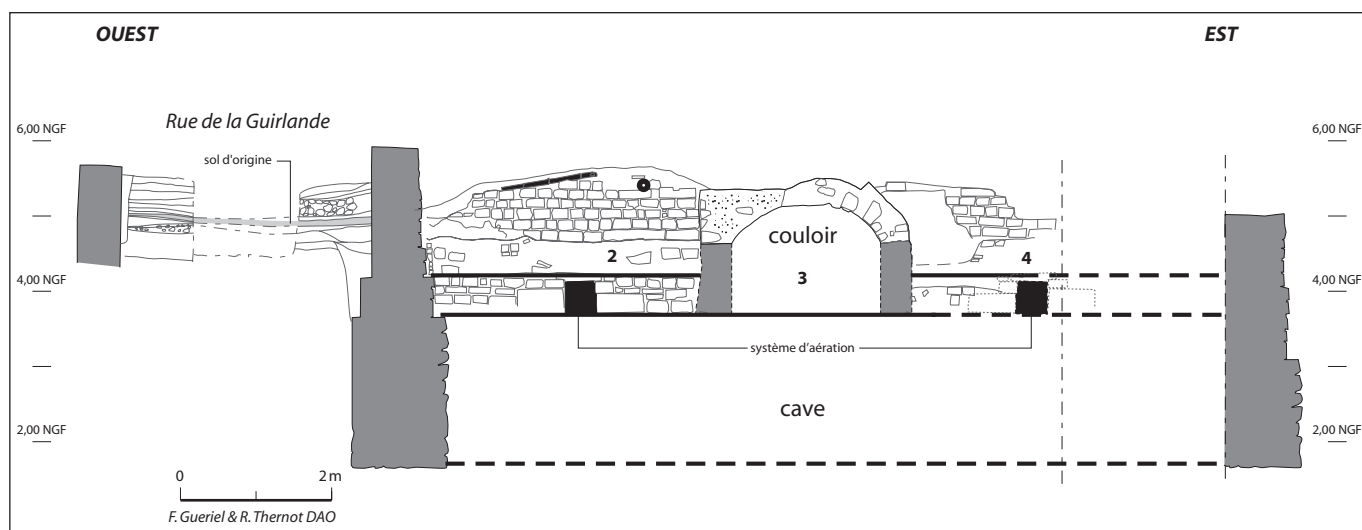 OUEST
EST
Rue de la Guirlande
6,00 NGF
6,00 NGF
sol d'origine
couloir
2
4
3
4,00 NGF
4,00 NGF
système d'aération
cave
2,00 NGF
2,00 NGF
0
2 m
F. Gueriel & R. Thernot DAO